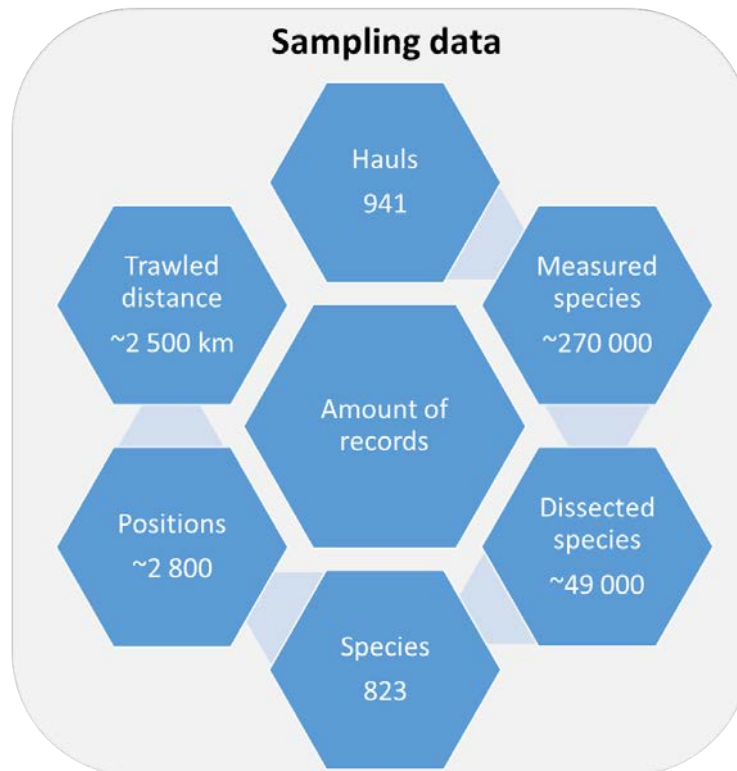 Sampling data
Hauls
941
Measured
species
~270 000
Dissected
species
~49 000
Species
823
Positions
~2 800
Trawled
distance
~2 500 km
Amount of
records